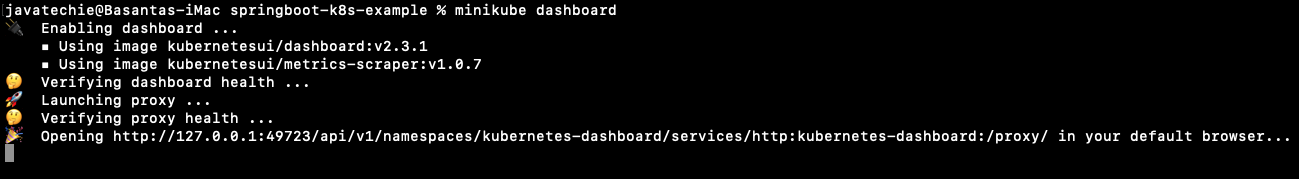 javatechie@Basantas-iMac springboot-k8s-example % minikube dashboard
🔌 Enabling dashboard ...
▪ Using image kubernetesui/dashboard:v2.3.1
▪ Using image kubernetesui/metrics-scraper:v1.0.7
🤔 Verifying dashboard health ...
🚀 Launching proxy ...
🤔 Verifying proxy health ...
🎉 Opening http://127.0.0.1:49723/api/v1/namespaces/kubernetes-dashboard/services/http:kubernetes-dashboard:/proxy/ in your default browser...